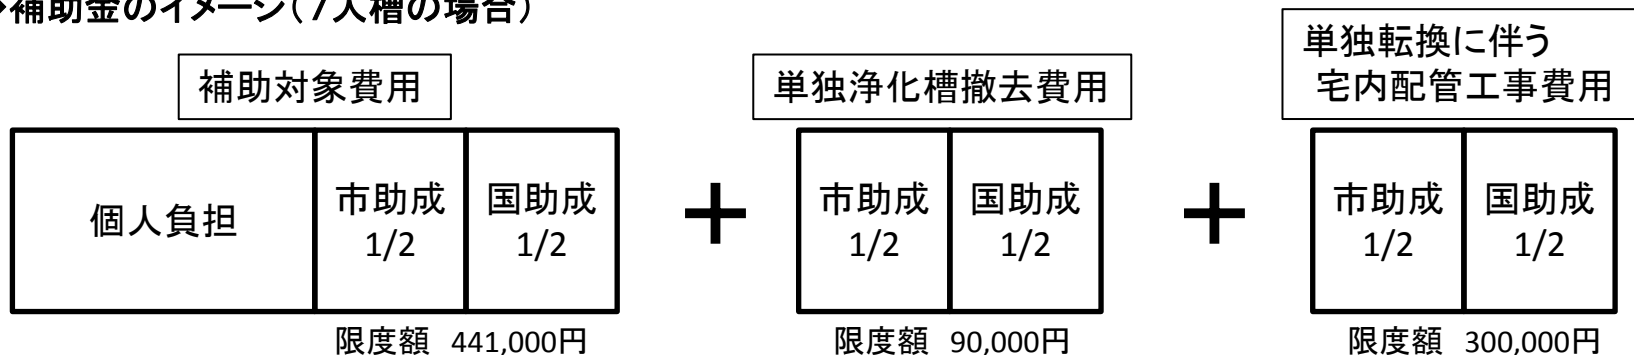 補助金のイメージ（7人槽の場合）
補助対象費用
個人負担
市助成
1/2
国助成
1/2
限度額 441,000円
＋
単独浄化槽撤去費用
市助成
1/2
国助成
1/2
限度額 90,000円
＋
単独転換に伴う
宅内配管工事費用
市助成
1/2
国助成
1/2
限度額 300,000円